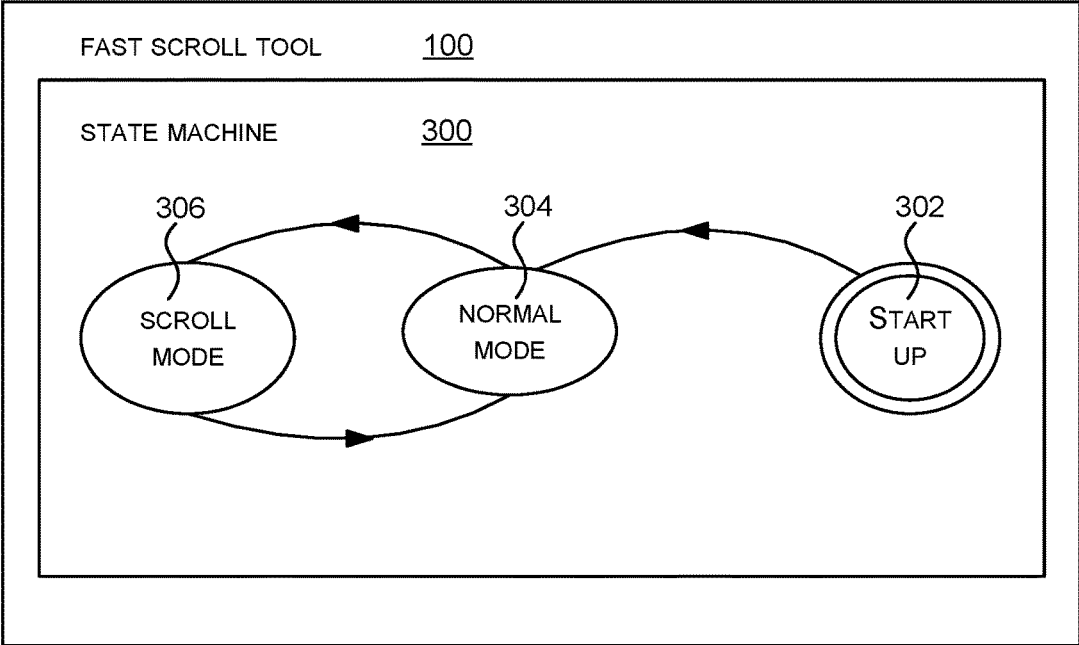 FAST SCROLL TOOL 100
STATE MACHINE 300
306 304 302
SCROLL
MODE
NORMAL
MODE
START
UP